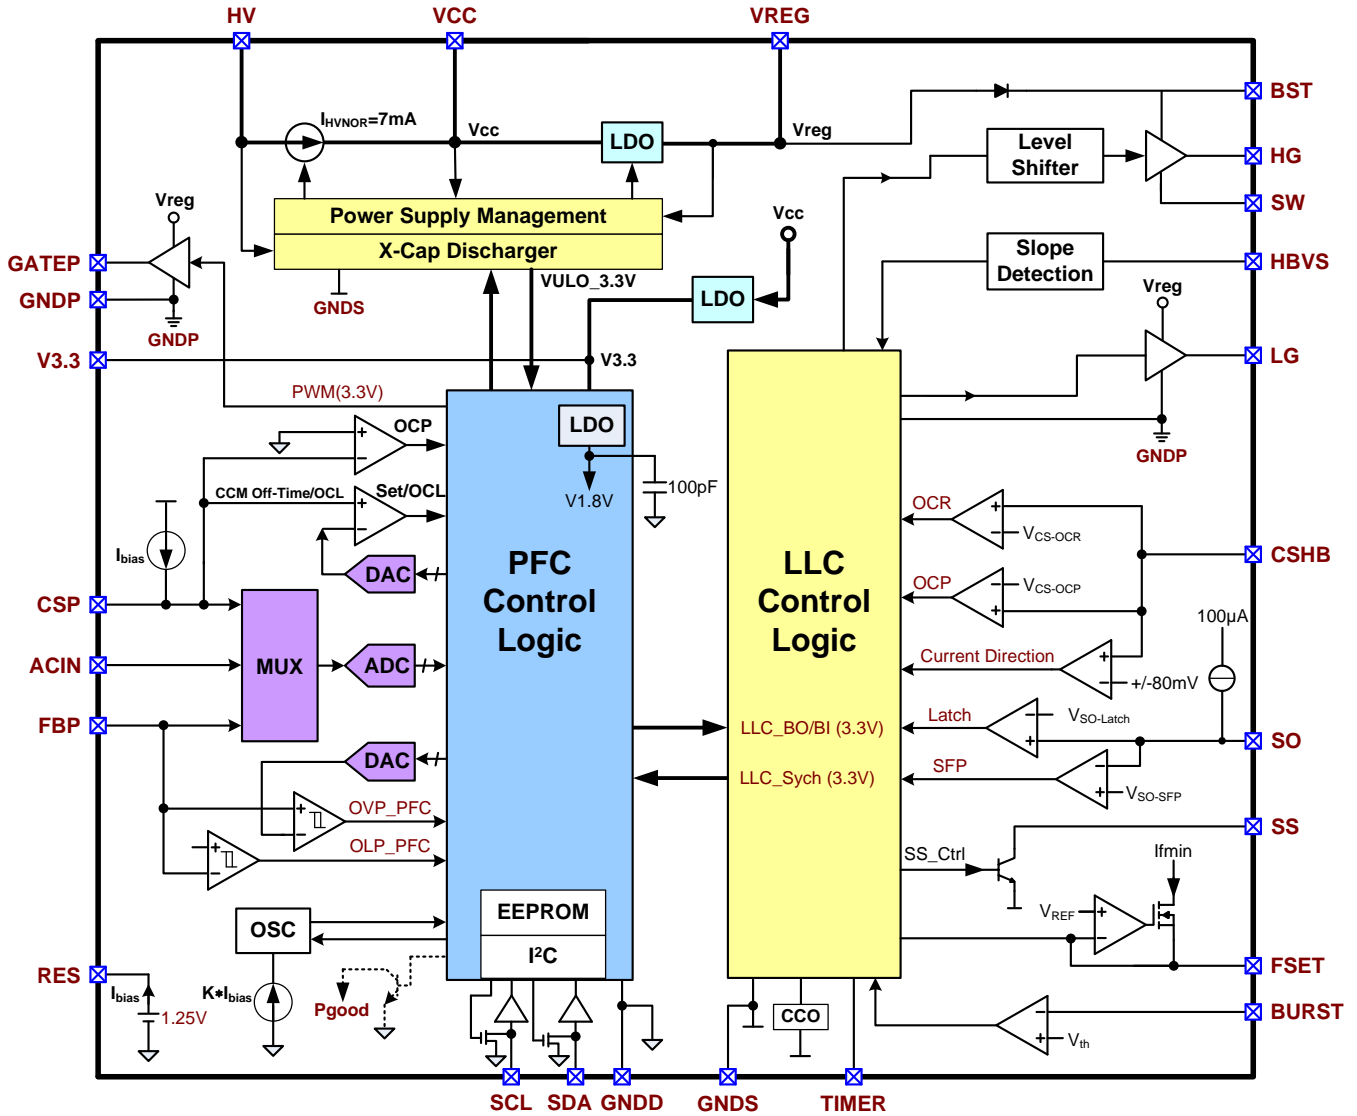 HV
VCC
VREG
I_HVNOR=7mA
Vcc
LDO
Vreg
BST
Level
Shifter
HG
SW
Power Supply Management
X-Cap Discharger
Vreg
GATEP
GNDP
GNDP
GNDS
VULO_3.3V
Vcc
LDO
Slope
Detection
HBVS
Vreg
LG
GNDP
V3.3
V3.3
PWM(3.3V)
OCP
LDO
V1.8V
100pF
CCM Off-Time/OCL
Set/OCL
Ibias
DAC
CSP
MUX
ADC
ACIN
FBP
DAC
OVP_PFC
OLP_PFC
PFC
Control
Logic
LLC
Control
Logic
OCR
VCS-OCR
CSHB
OCP
VCS-OCP
100µA
Current Direction
+/-80mV
LLC_BO/BI (3.3V)
Latch
VSO-Latch
SO
LLC_Sych (3.3V)
SFP
VSO-SFP
SS
SS_Ctrl
Ifmin
VREF
FSET
BURST
Vth
EEPROM
I²C
OSC
RES
Ibias
1.25V
K*Ibias
Pgood
CCO
SCL
SDA
GNDD
GNDS
TIMER